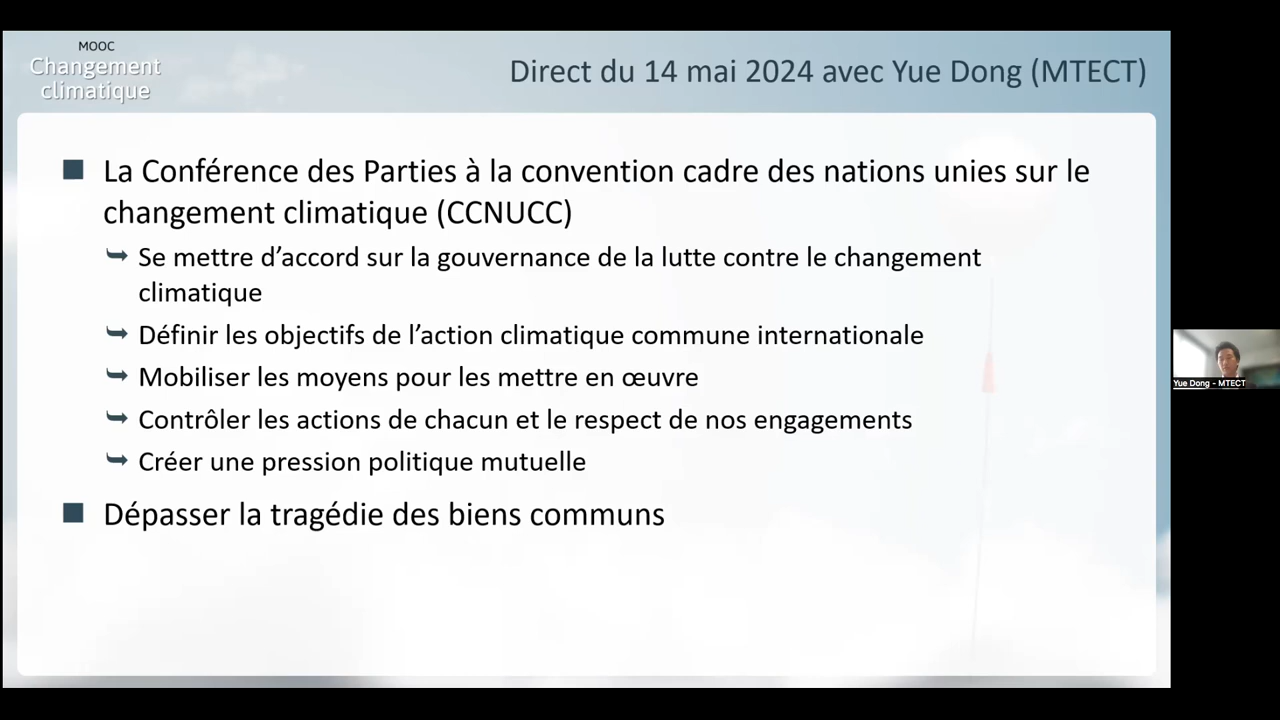 MOOC
Changement
climatique
Direct du 14 mai 2024 avec Yue Dong (MTECT)
La Conférence des Parties à la convention cadre des nations unies sur le
changement climatique (CCNUCC)
Se mettre d’accord sur la gouvernance de la lutte contre le changement
climatique
Définir les objectifs de l’action climatique commune internationale
Mobiliser les moyens pour les mettre en œuvre
Contrôler les actions de chacun et le respect de nos engagements
Créer une pression politique mutuelle
Dépasser la tragédie des biens communs
Yue Dong - MTECT